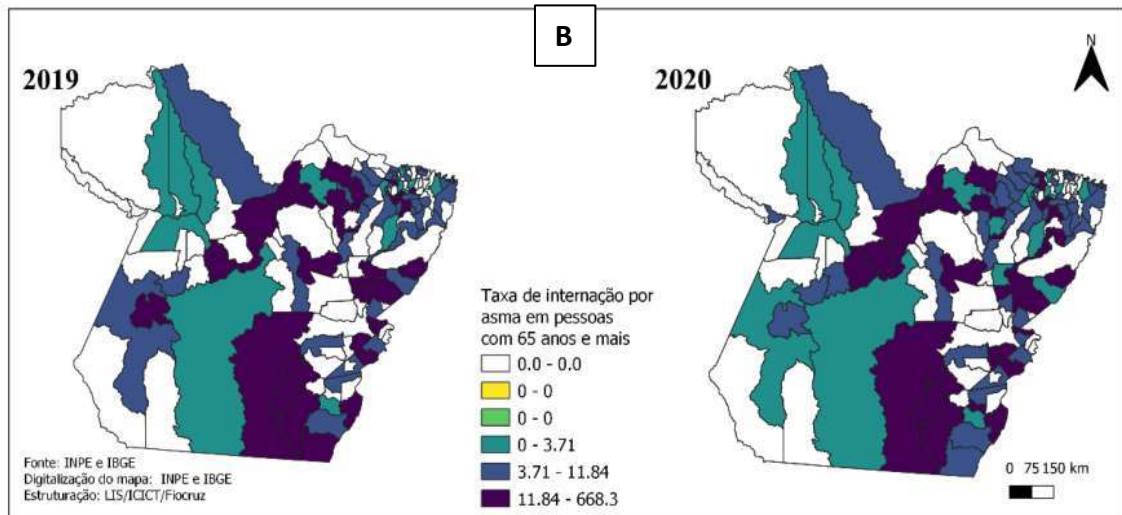 B
2019
2020
N
Taxa de internação por
asma em pessoas
com 65 anos e mais
0.0 - 0.0
0 - 0
0 - 0
0 - 3.71
3.71 - 11.84
11.84 - 668.3
Fonte: INPE e IBGE
Digitalização do mapa: INPE e IBGE
Estruturação: LIS/ICICT/Fiocruz
0 75 150 km